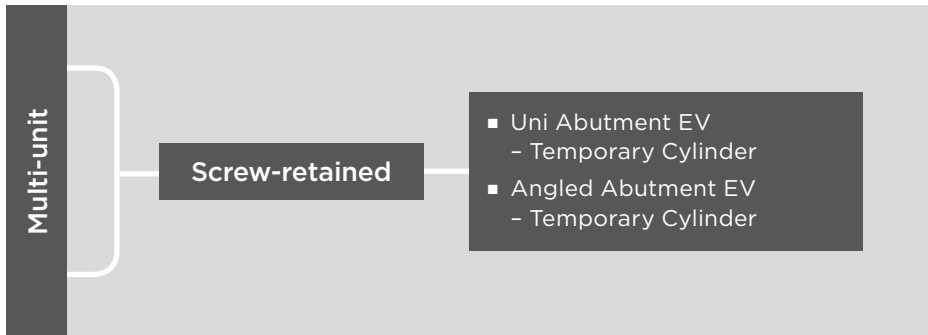 Multi-unit
Screw-retained
▪ Uni Abutment EV
– Temporary Cylinder
▪ Angled Abutment EV
– Temporary Cylinder